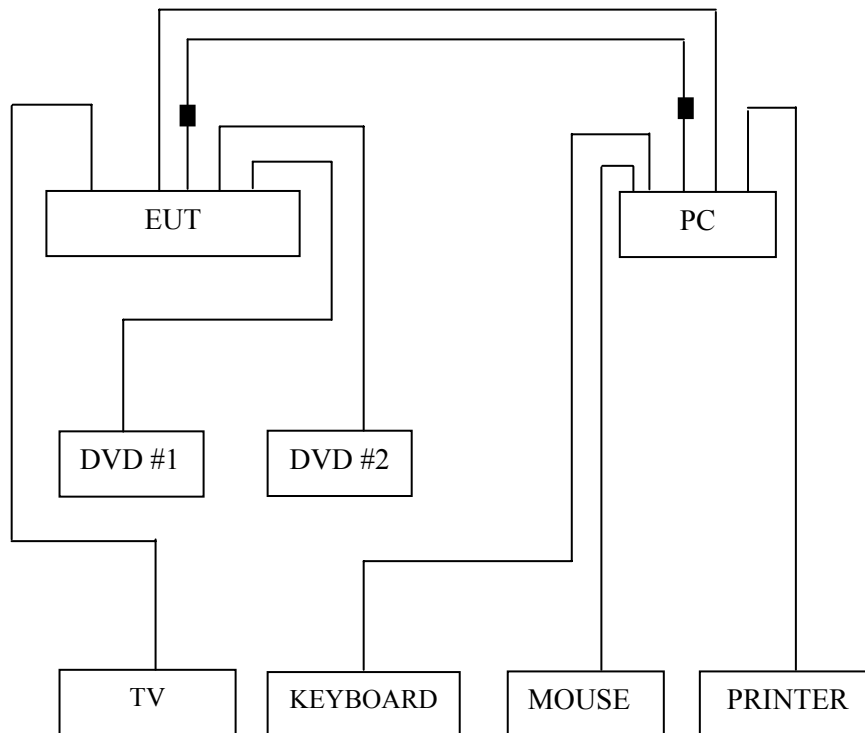 EUT
PC
DVD #1
DVD #2
TV
KEYBOARD
MOUSE
PRINTER